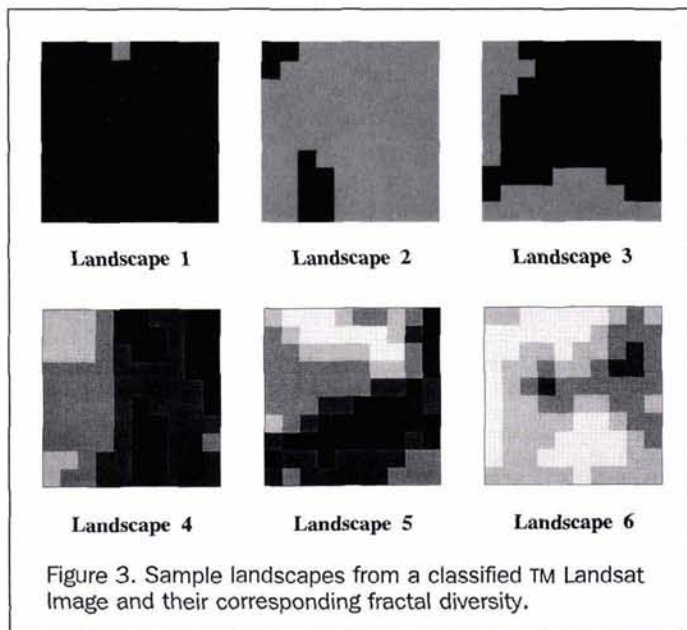 Landscape 1
Landscape 2
Landscape 3
Landscape 4
Landscape 5
Landscape 6
Figure 3. Sample landscapes from a classified TM Landsat
Image and their corresponding fractal diversity.